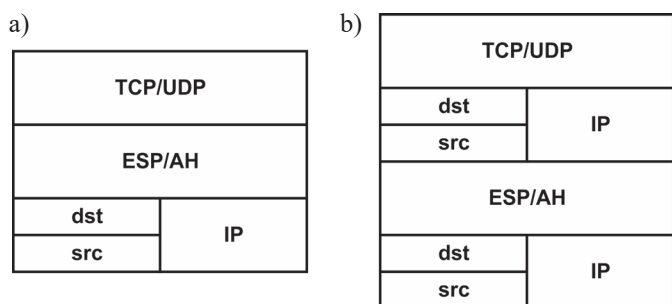 a)
TCP/UDP
ESP/AH
dst
src
IP
b)
TCP/UDP
dst
src
IP
ESP/AH
dst
src
IP